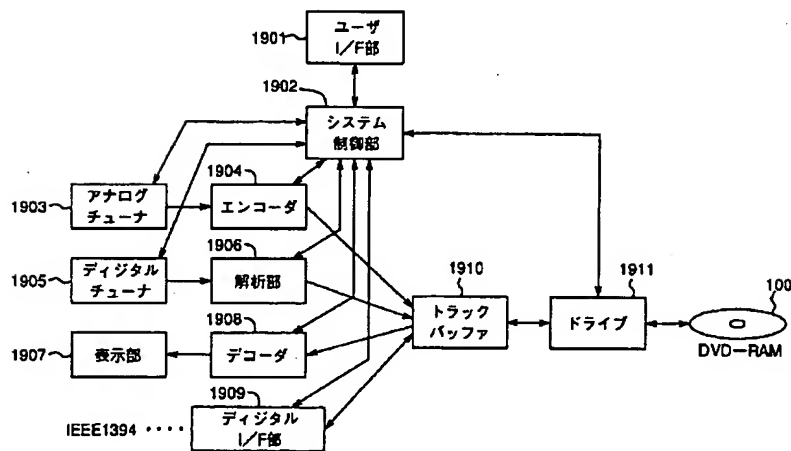 1901
ユーザ
I/F部
1902
システム
制御部
1903
アナログ
チューナ
1904
エンコーダ
1905
ディジタル
チューナ
1906
解析部
1907
表示部
1908
デコーダ
1909
ディジタル
I/F部
IEEE1394 ····
1910
トラック
バッファ
1911
ドライブ
100
DVD-RAM